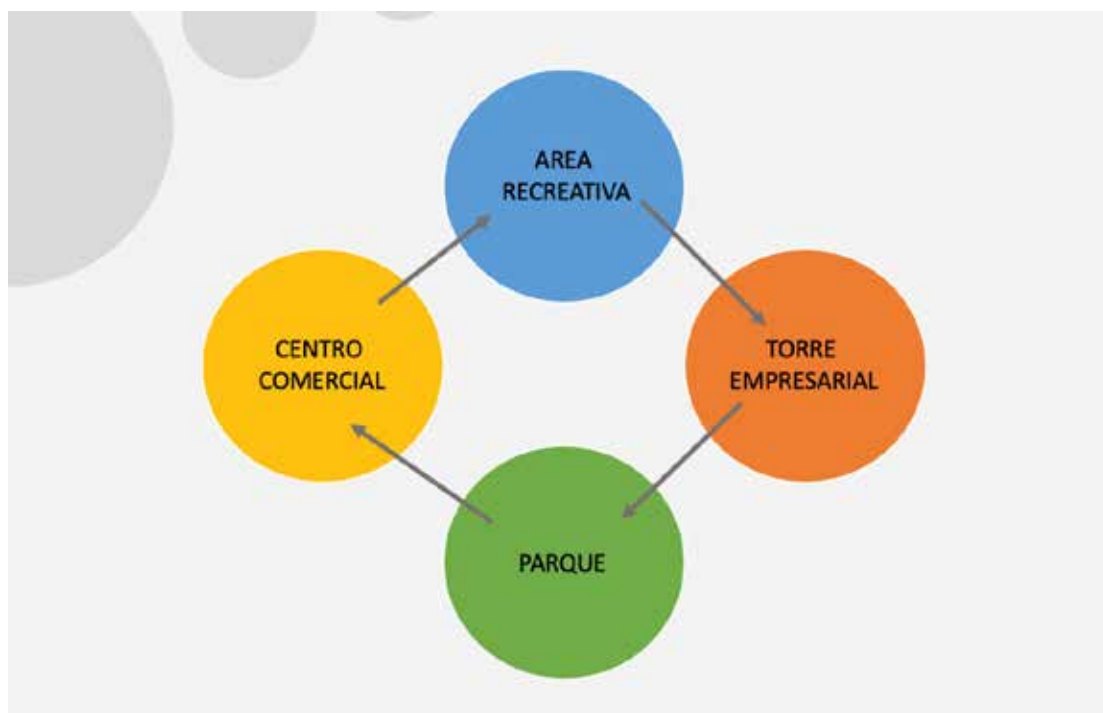 AREA
RECREATIVA
CENTRO
COMERCIAL
TORRE
EMPRESARIAL
PARQUE